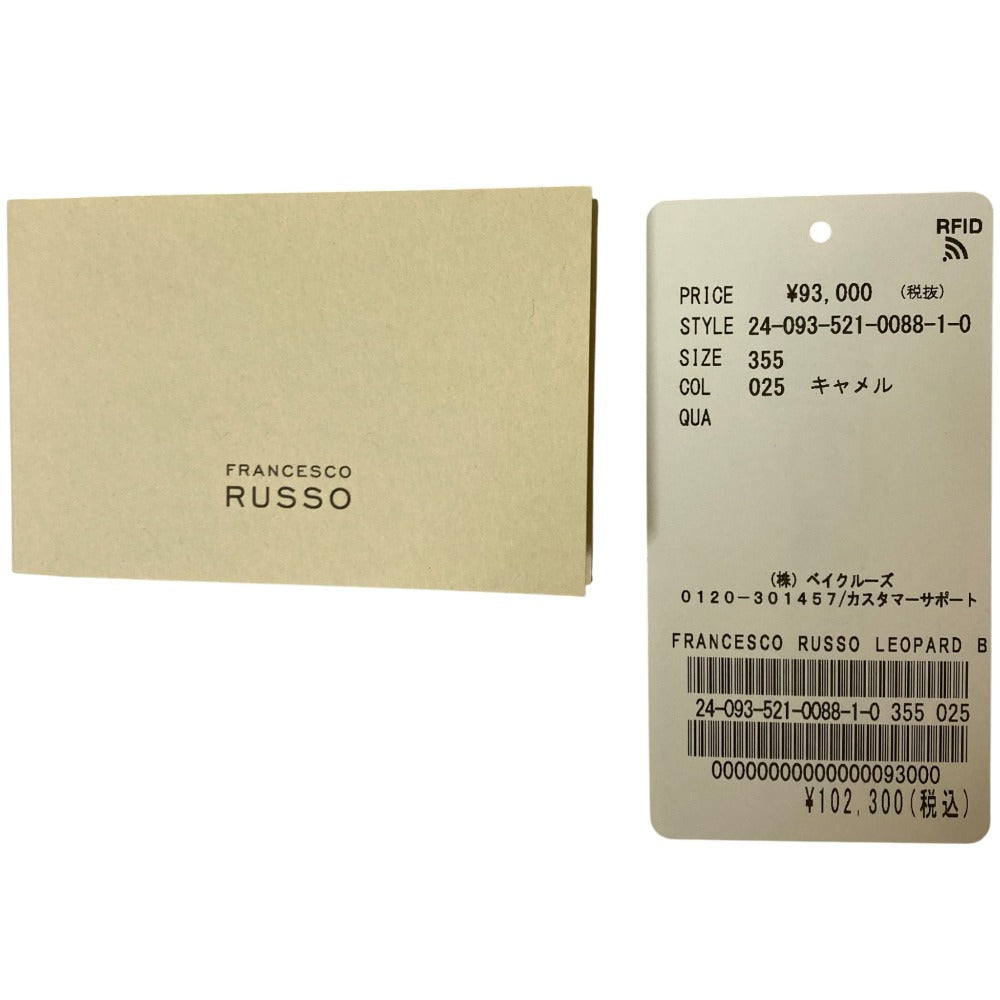 FRANCESCO
RUSSO
RFID
PRICE ¥93,000 (税抜)
STYLE 24-093-521-0088-1-0
SIZE 355
COL 025 キャメル
QUA
(株) ベイクルーズ
0120-301457/カスタマーサポート
FRANCESCO RUSSO LEOPARD B
24-093-521-0088-1-0 355 025
000000000000000093000
¥102,300(税込)